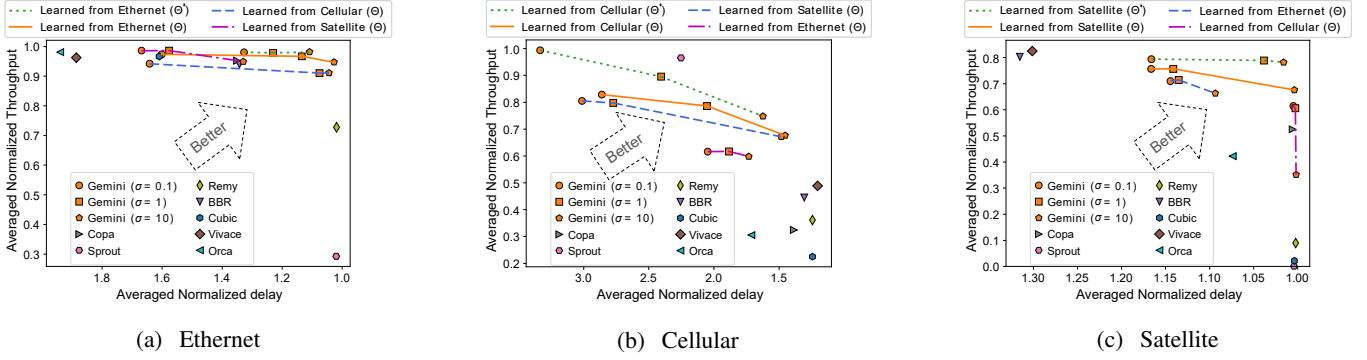 Learned from Ethernet (Θ*)
Learned from Cellular (Θ)
Learned from Ethernet (Θ)
Learned from Satellite (Θ)
Averaged Normalized Throughput
1.0
0.9
0.8
0.7
0.6
0.5
0.4
0.3
Better
Gemini (σ= 0.1)
Gemini (σ= 1)
Gemini (σ= 10)
Copa
Sprout
Remy
BBR
Cubic
Vivace
Orca
1.8 1.6 1.4 1.2 1.0
Averaged Normalized delay
(a) Ethernet
Learned from Cellular (Θ*)
Learned from Satellite (Θ)
Learned from Cellular (Θ)
Learned from Ethernet (Θ)
Averaged Normalized Throughput
1.0
0.9
0.8
0.7
0.6
0.5
0.4
0.3
0.2
Better
Gemini (σ= 0.1)
Gemini (σ= 1)
Gemini (σ= 10)
Copa
Sprout
Remy
BBR
Cubic
Vivace
Orca
3.0 2.5 2.0 1.5
Averaged Normalized delay
(b) Cellular
Learned from Satellite (Θ*)
Learned from Ethernet (Θ)
Learned from Satellite (Θ)
Learned from Cellular (Θ)
Averaged Normalized Throughput
0.8
0.7
0.6
0.5
0.4
0.3
0.2
0.1
0.0
Better
Gemini (σ= 0.1)
Gemini (σ= 1)
Gemini (σ= 10)
Copa
Sprout
Remy
BBR
Cubic
Vivace
Orca
1.30 1.25 1.20 1.15 1.10 1.05 1.00
Averaged Normalized delay
(c) Satellite